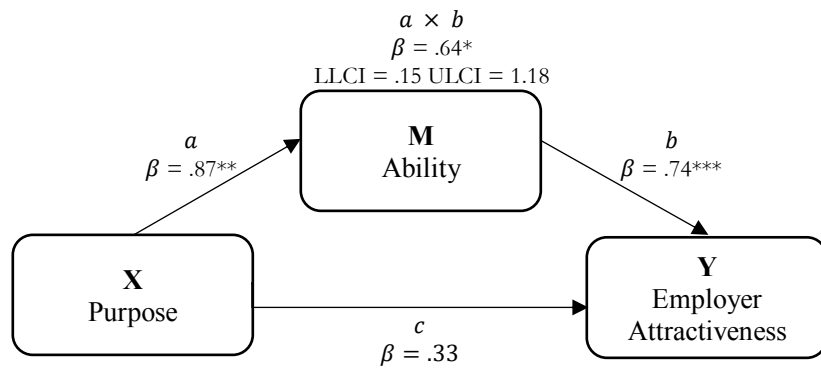 a × b
β = .64*
LLCI = .15 ULCI = 1.18
M
Ability
a
β = .87**
b
β = .74***
X
Purpose
Y
Employer
Attractiveness
c
β = .33